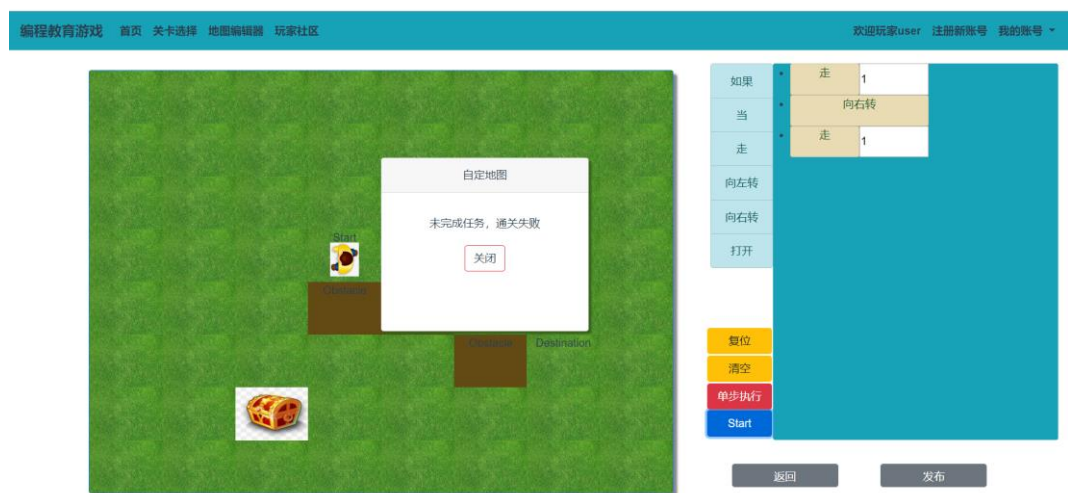 编程教育游戏 首页 关卡选择 地图编辑器 玩家社区 欢迎玩家user 注册新账号 我的账号
如果
当
走
向左转
向右转
打开
走 1
向右转
走 1
自定地图
未完成任务，通关失败
关闭
Start
Obstacle
Obstacle Destination
复位
清空
单步执行
Start
返回 发布